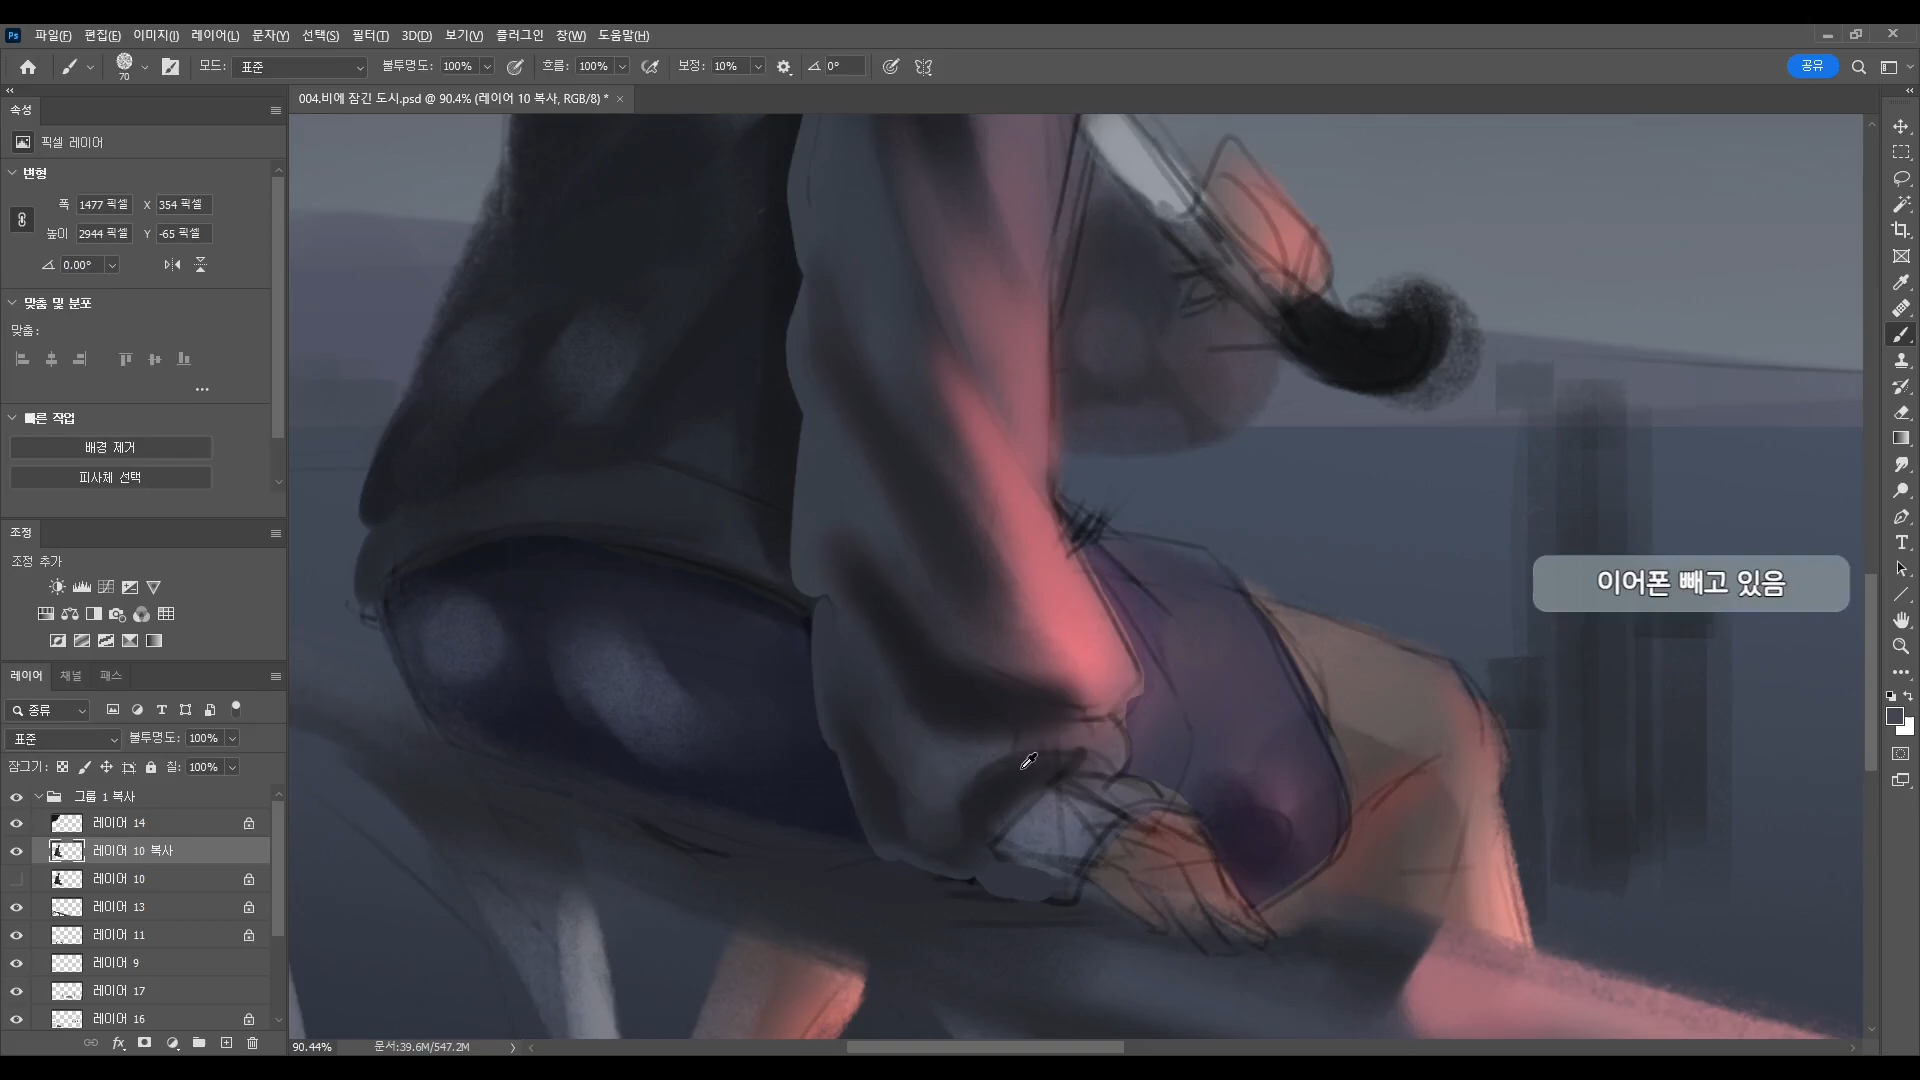 Ps 파일(F) 편집(E) 이미지(I) 레이어(L) 문자(Y) 선택(S) 필터(T) 3D(D) 보기(V) 플러그인 창(W) 도움말(H)
70 모드: 표준 불투명도: 100% 흐름: 100% 보정: 10% 0° 공유
004.비에 잠긴 도시.psd @ 90.4% (레이어 10 복사, RGB/8) * ×
속성
픽셀 레이어
변형
폭 1477 픽셀 X 354 픽셀
높이 2944 픽셀 Y -65 픽셀
0.00°
맞춤 및 분포
맞춤:
빠른 작업
배경 제거
피사체 선택
조정
조정 추가
이어폰 빼고 있음
레이어 채널 패스
종류
표준 불투명도: 100%
잠그기: 칠: 100%
그룹 1 복사
레이어 14
레이어 10 복사
레이어 10
레이어 13
레이어 11
레이어 9
레이어 17
레이어 16
90.44% 문서:39.6M/547.2M